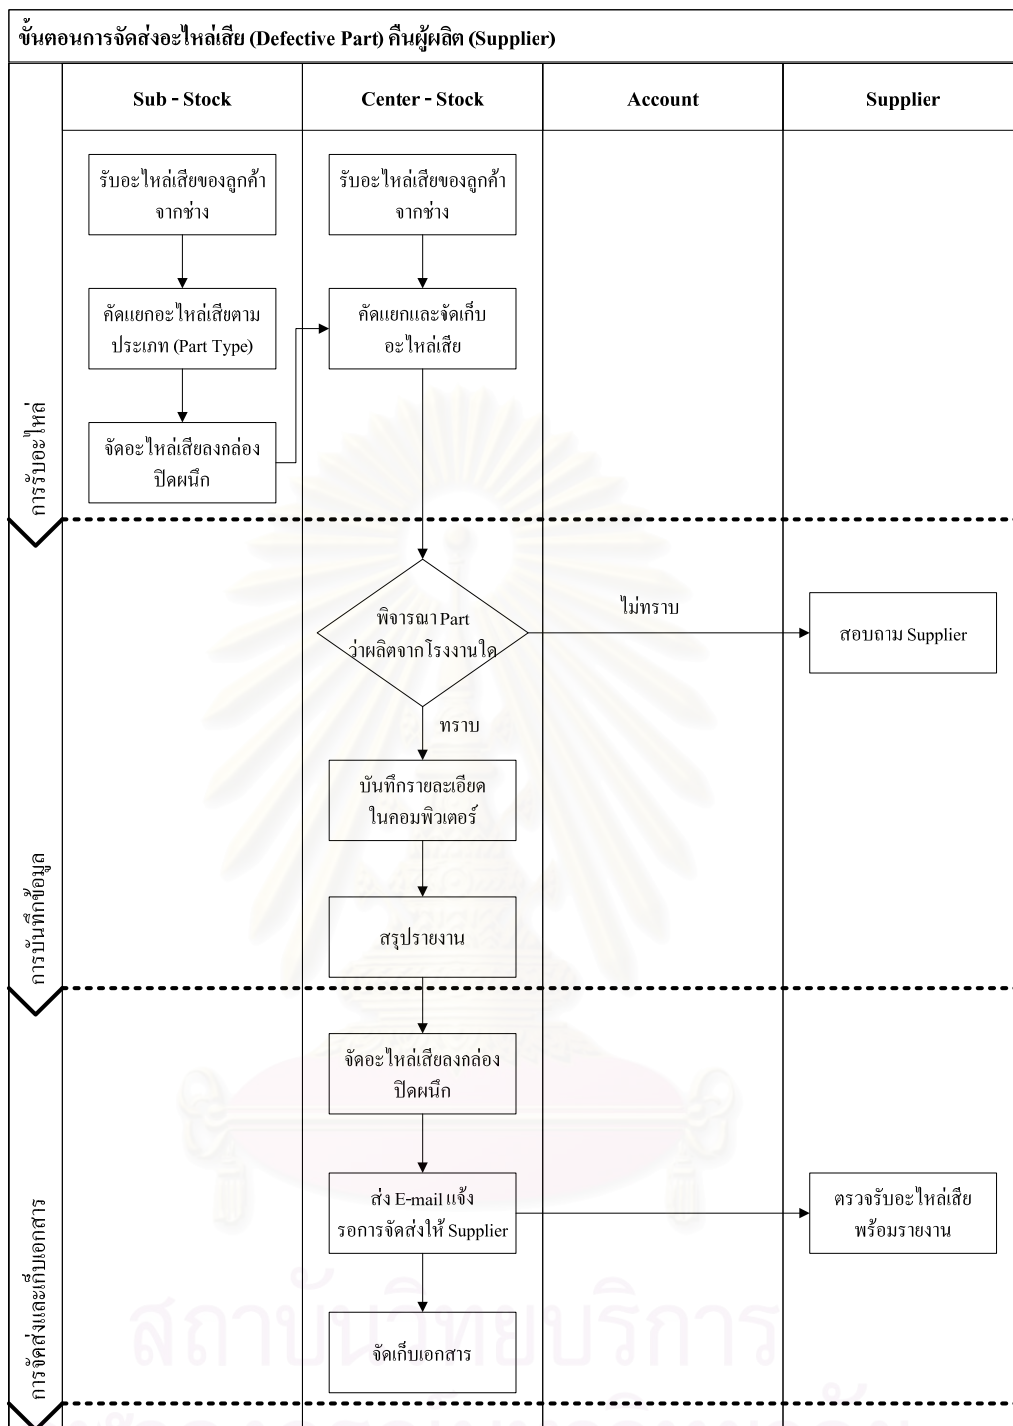 ขั้นตอนการจัดส่งอะไหล่เสีย (Defective Part) คืนผู้ผลิต (Supplier)
Sub - Stock
Center - Stock
Account
Supplier
การรับอะไหล่
รับอะไหล่เสียของลูกค้า
จากช่าง
รับอะไหล่เสียของลูกค้า
จากช่าง
คัดแยกอะไหล่เสียตาม
ประเภท (Part Type)
คัดแยกและจัดเก็บ
อะไหล่เสีย
จัดอะไหล่เสียลงกล่อง
ปิดผนึก
การบันทึกข้อมูล
พิจารณา Part
ว่าผลิตจากโรงงานใด
ไม่ทราบ
สอบถาม Supplier
ทราบ
บันทึกรายละเอียด
ในคอมพิวเตอร์
สรุปรายงาน
การจัดส่งและเก็บเอกสาร
จัดอะไหล่เสียลงกล่อง
ปิดผนึก
ส่ง E-mail แจ้ง
รอการจัดส่งให้ Supplier
ตรวจรับอะไหล่เสีย
พร้อมรายงาน
จัดเก็บเอกสาร
สถาบันวิทยบริการ